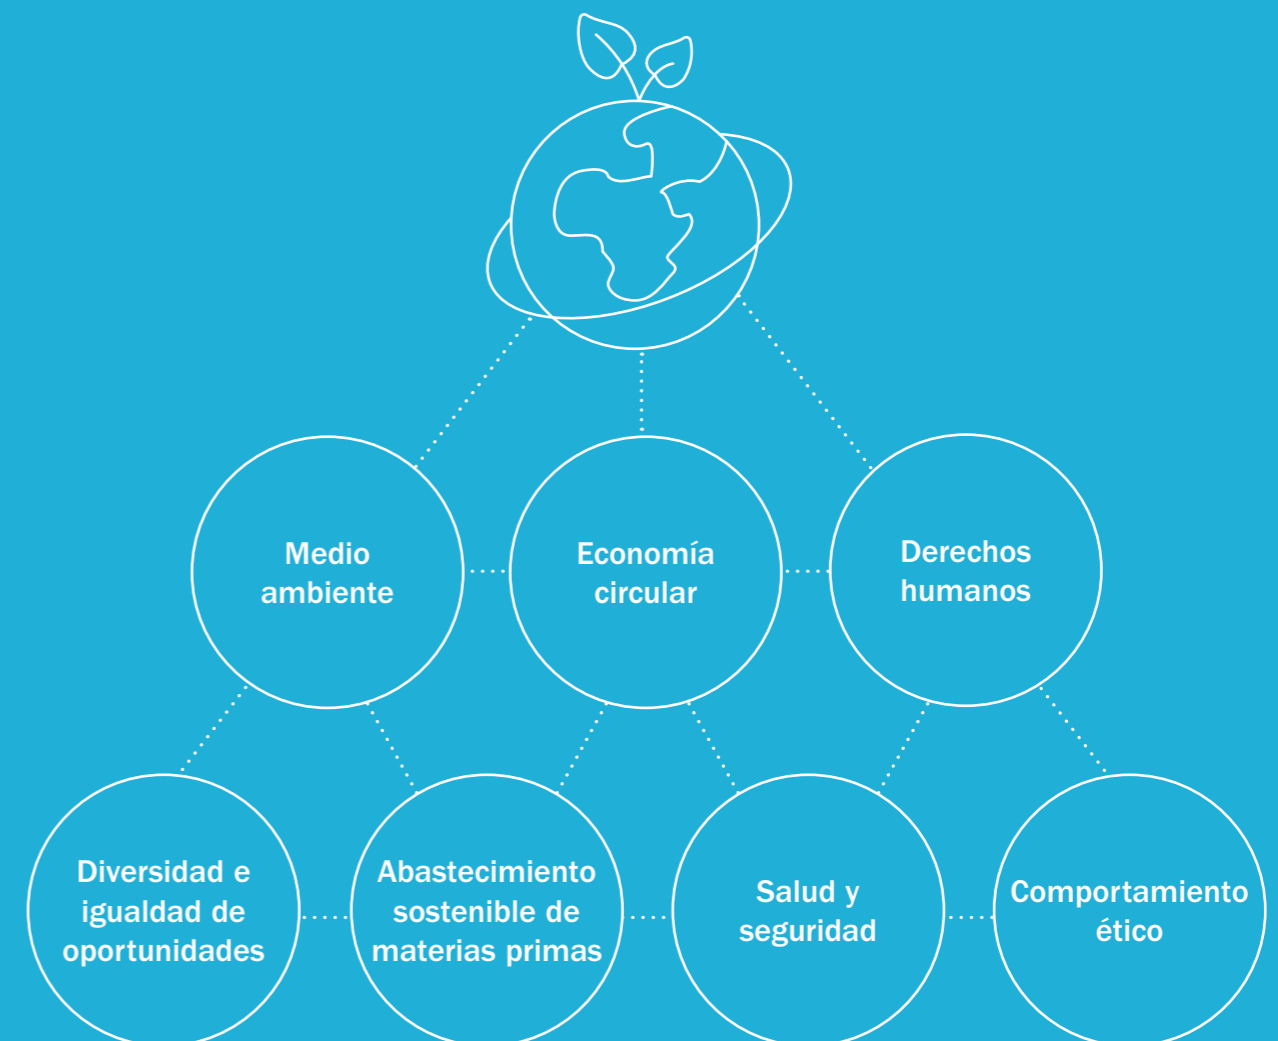 Medio
ambiente
Economía
circular
Derechos
humanos
Diversidad e
igualdad de
oportunidades
Abastecimiento
sostenible de
materias primas
Salud y
seguridad
Comportamiento
ético